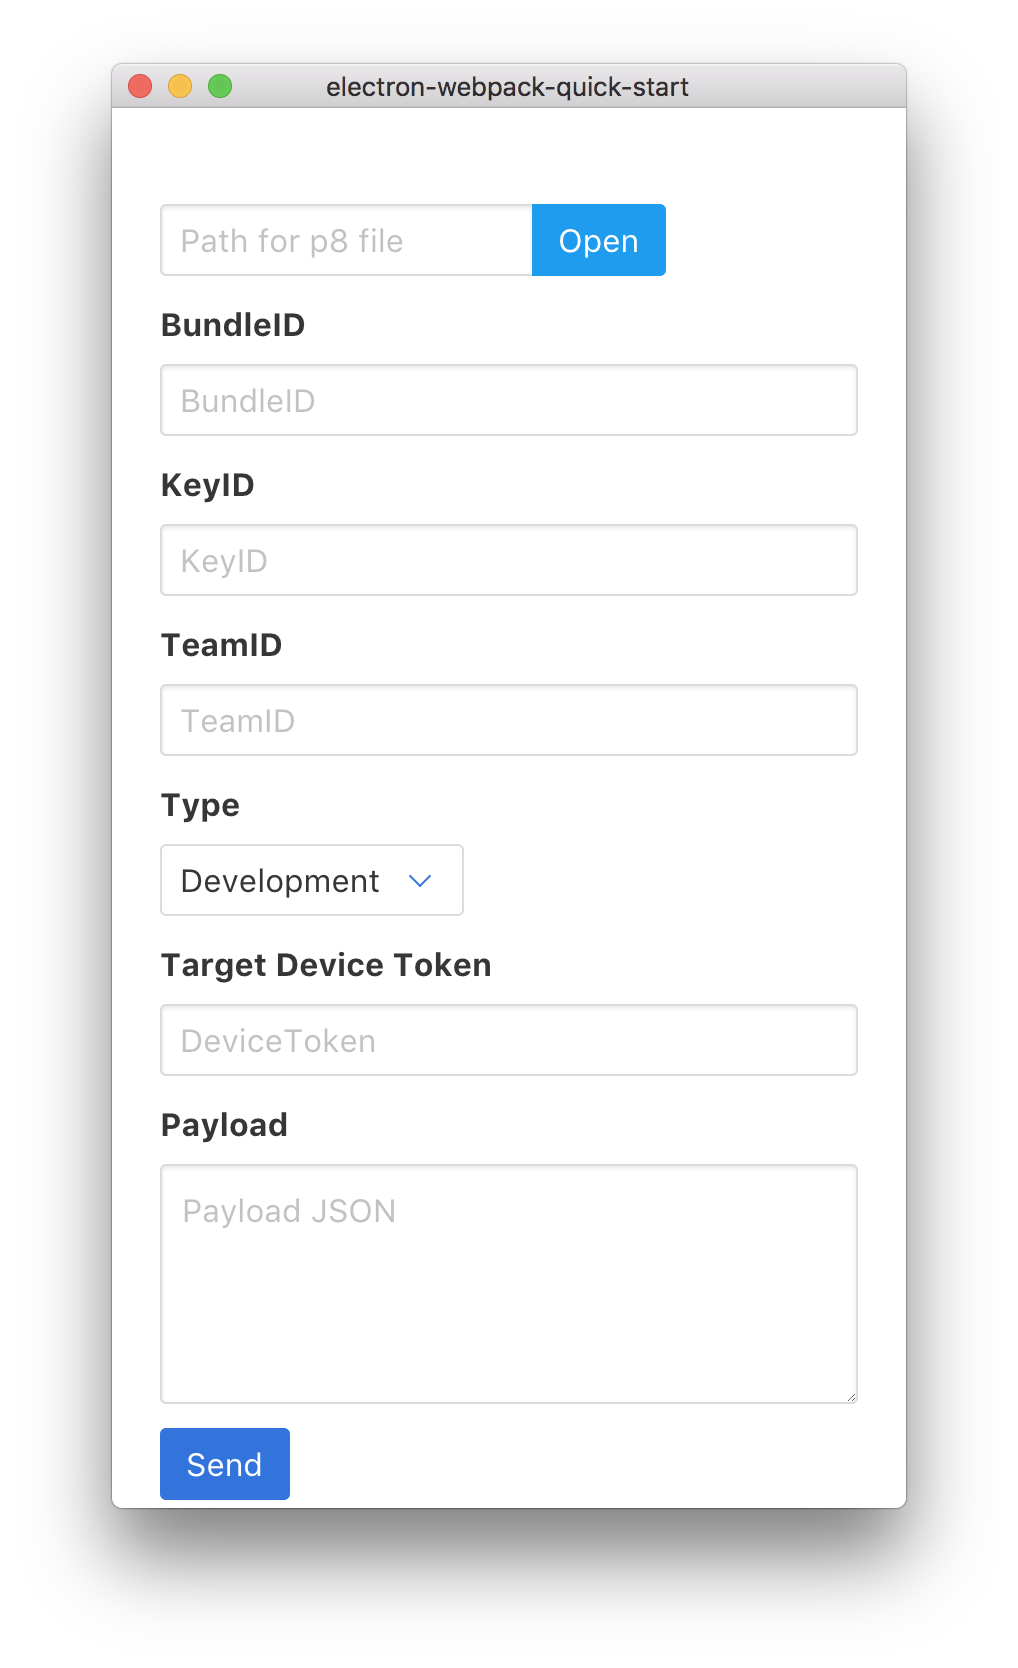 electron-webpack-quick-start
Path for p8 file Open
BundleID
BundleID
KeyID
KeyID
TeamID
TeamID
Type
Development
Target Device Token
DeviceToken
Payload
Payload JSON
Send